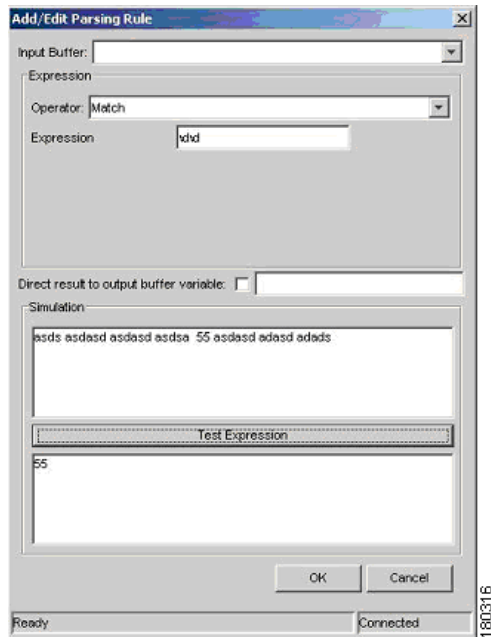 Add/Edit Parsing Rule
Input Buffer:
Expression
Operator: Match
Expression \d\d
Direct result to output buffer variable:
Simulation
asds asdasd asdasd asdsa 55 asdasd adasd adads
Test Expression
55
OK Cancel
Ready Connected
180316